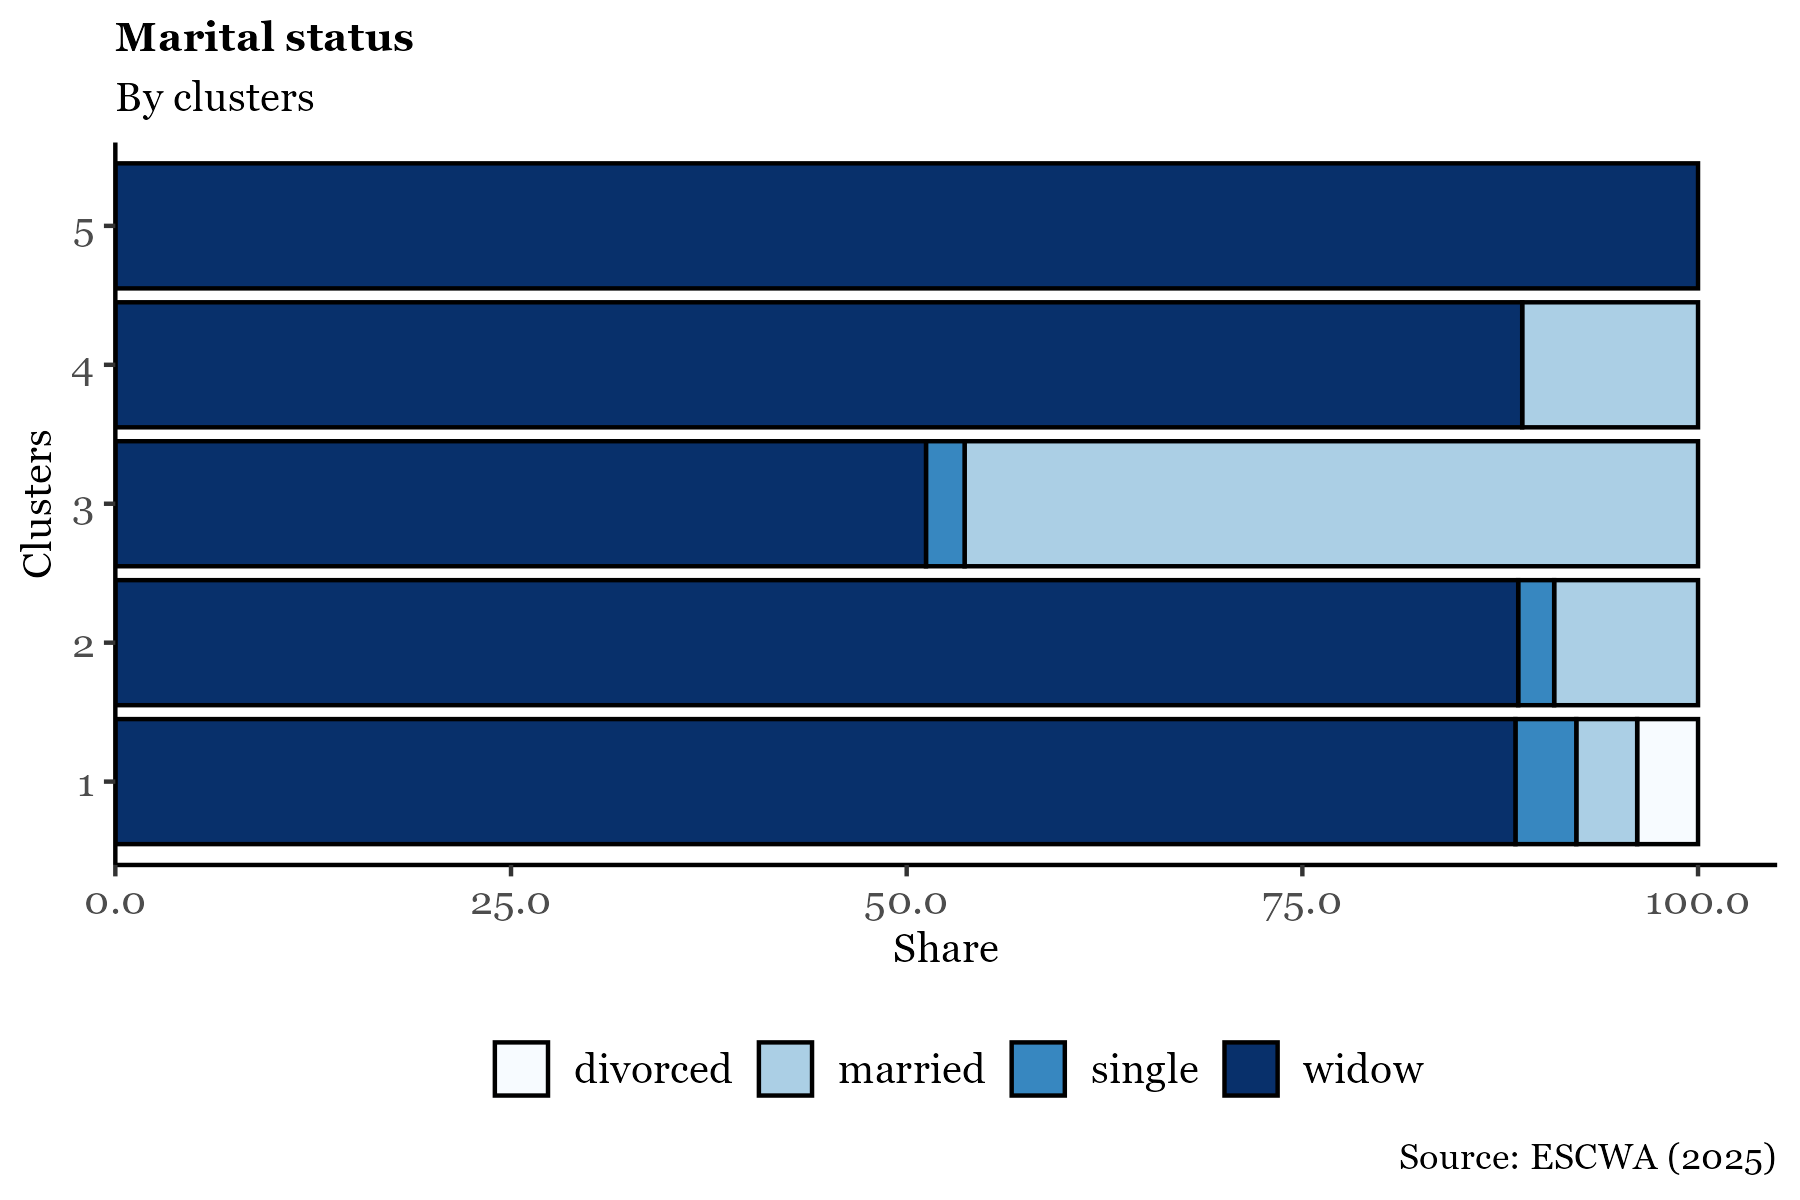 Marital status
By clusters
5
4
3
2
1
Clusters
0.0 25.0 50.0 75.0 100.0
Share
divorced married single widow
Source: ESCWA (2025)